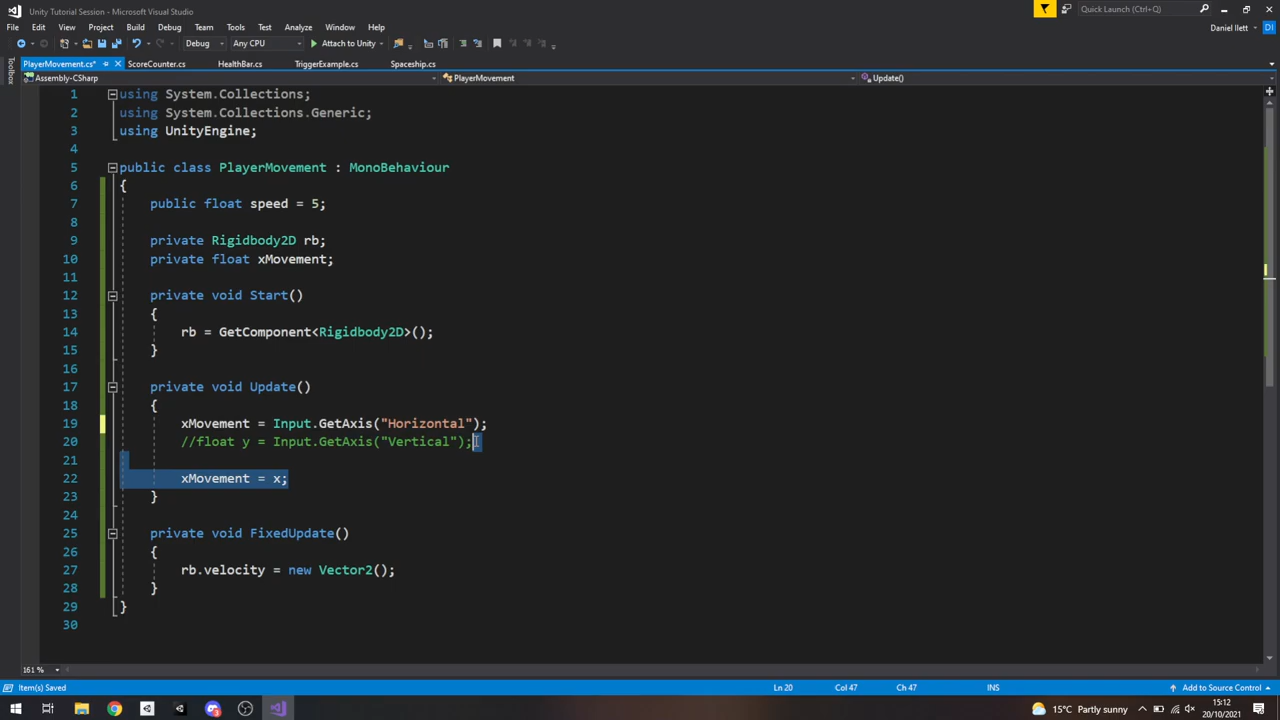 Unity Tutorial Session - Microsoft Visual Studio
Quick Launch (Ctrl+Q)
File Edit View Project Build Debug Team Tools Test Analyze Window Help
Daniel Ilett DI
Debug Any CPU Attach to Unity
PlayerMovement.cs* ScoreCounter.cs HealthBar.cs TriggerExample.cs Spaceship.cs
Toolbox
Assembly-CSharp PlayerMovement Update()
1 using System.Collections;
2 using System.Collections.Generic;
3 using UnityEngine;
4
5 public class PlayerMovement : MonoBehaviour
6 {
7 public float speed = 5;
8
9 private Rigidbody2D rb;
10 private float xMovement;
11
12 private void Start()
13 {
14 rb = GetComponent<Rigidbody2D>();
15 }
16
17 private void Update()
18 {
19 xMovement = Input.GetAxis("Horizontal");
20 //float y = Input.GetAxis("Vertical");
21
22 xMovement = x;
23 }
24
25 private void FixedUpdate()
26 {
27 rb.velocity = new Vector2();
28 }
29 }
30
161 %
Item(s) Saved Ln 20 Col 47 Ch 47 INS Add to Source Control
15°C Partly sunny 15:12
20/10/2021